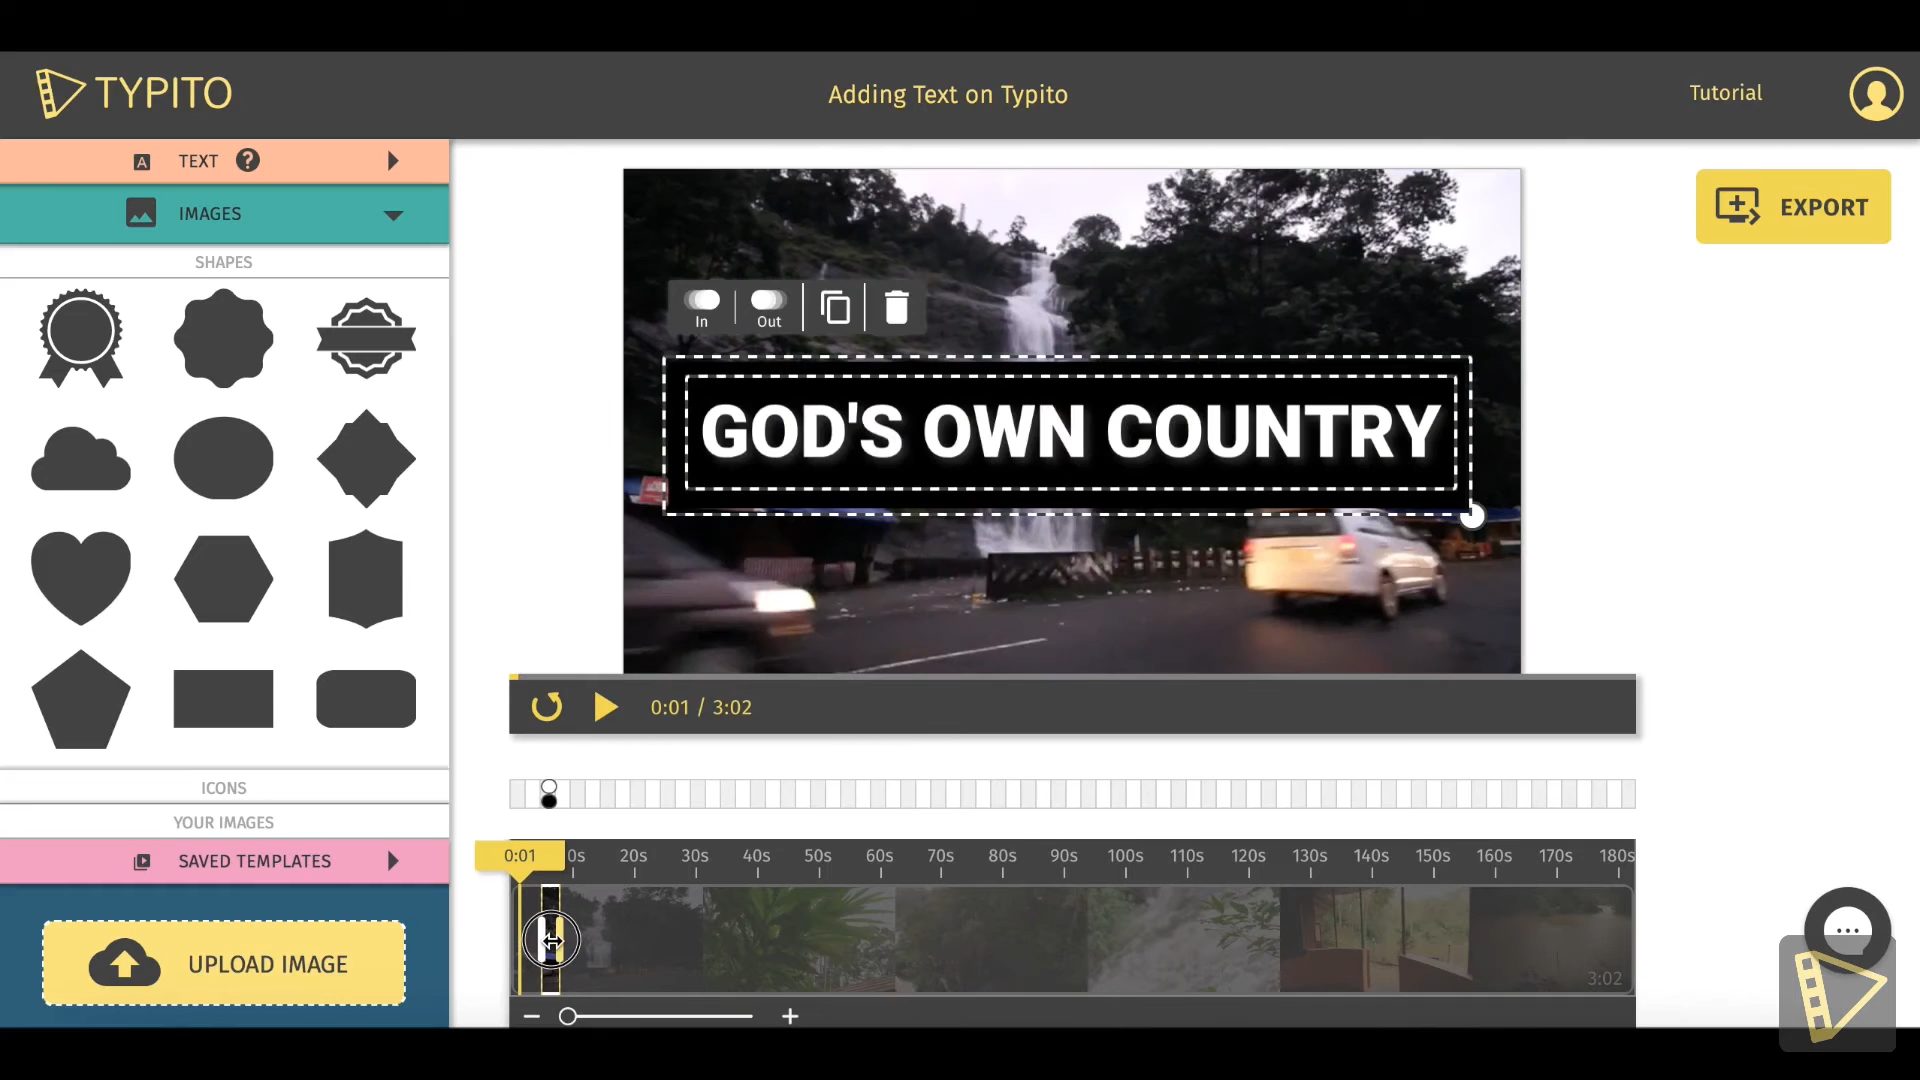 TYPITO
Adding Text on Typito
Tutorial
TEXT ?
IMAGES
EXPORT
SHAPES
In
Out
GOD'S OWN COUNTRY
0:01 / 3:02
ICONS
YOUR IMAGES
SAVED TEMPLATES
0:01 0s 20s 30s 40s 50s 60s 70s 80s 90s 100s 110s 120s 130s 140s 150s 160s 170s 180s
UPLOAD IMAGE
3:02